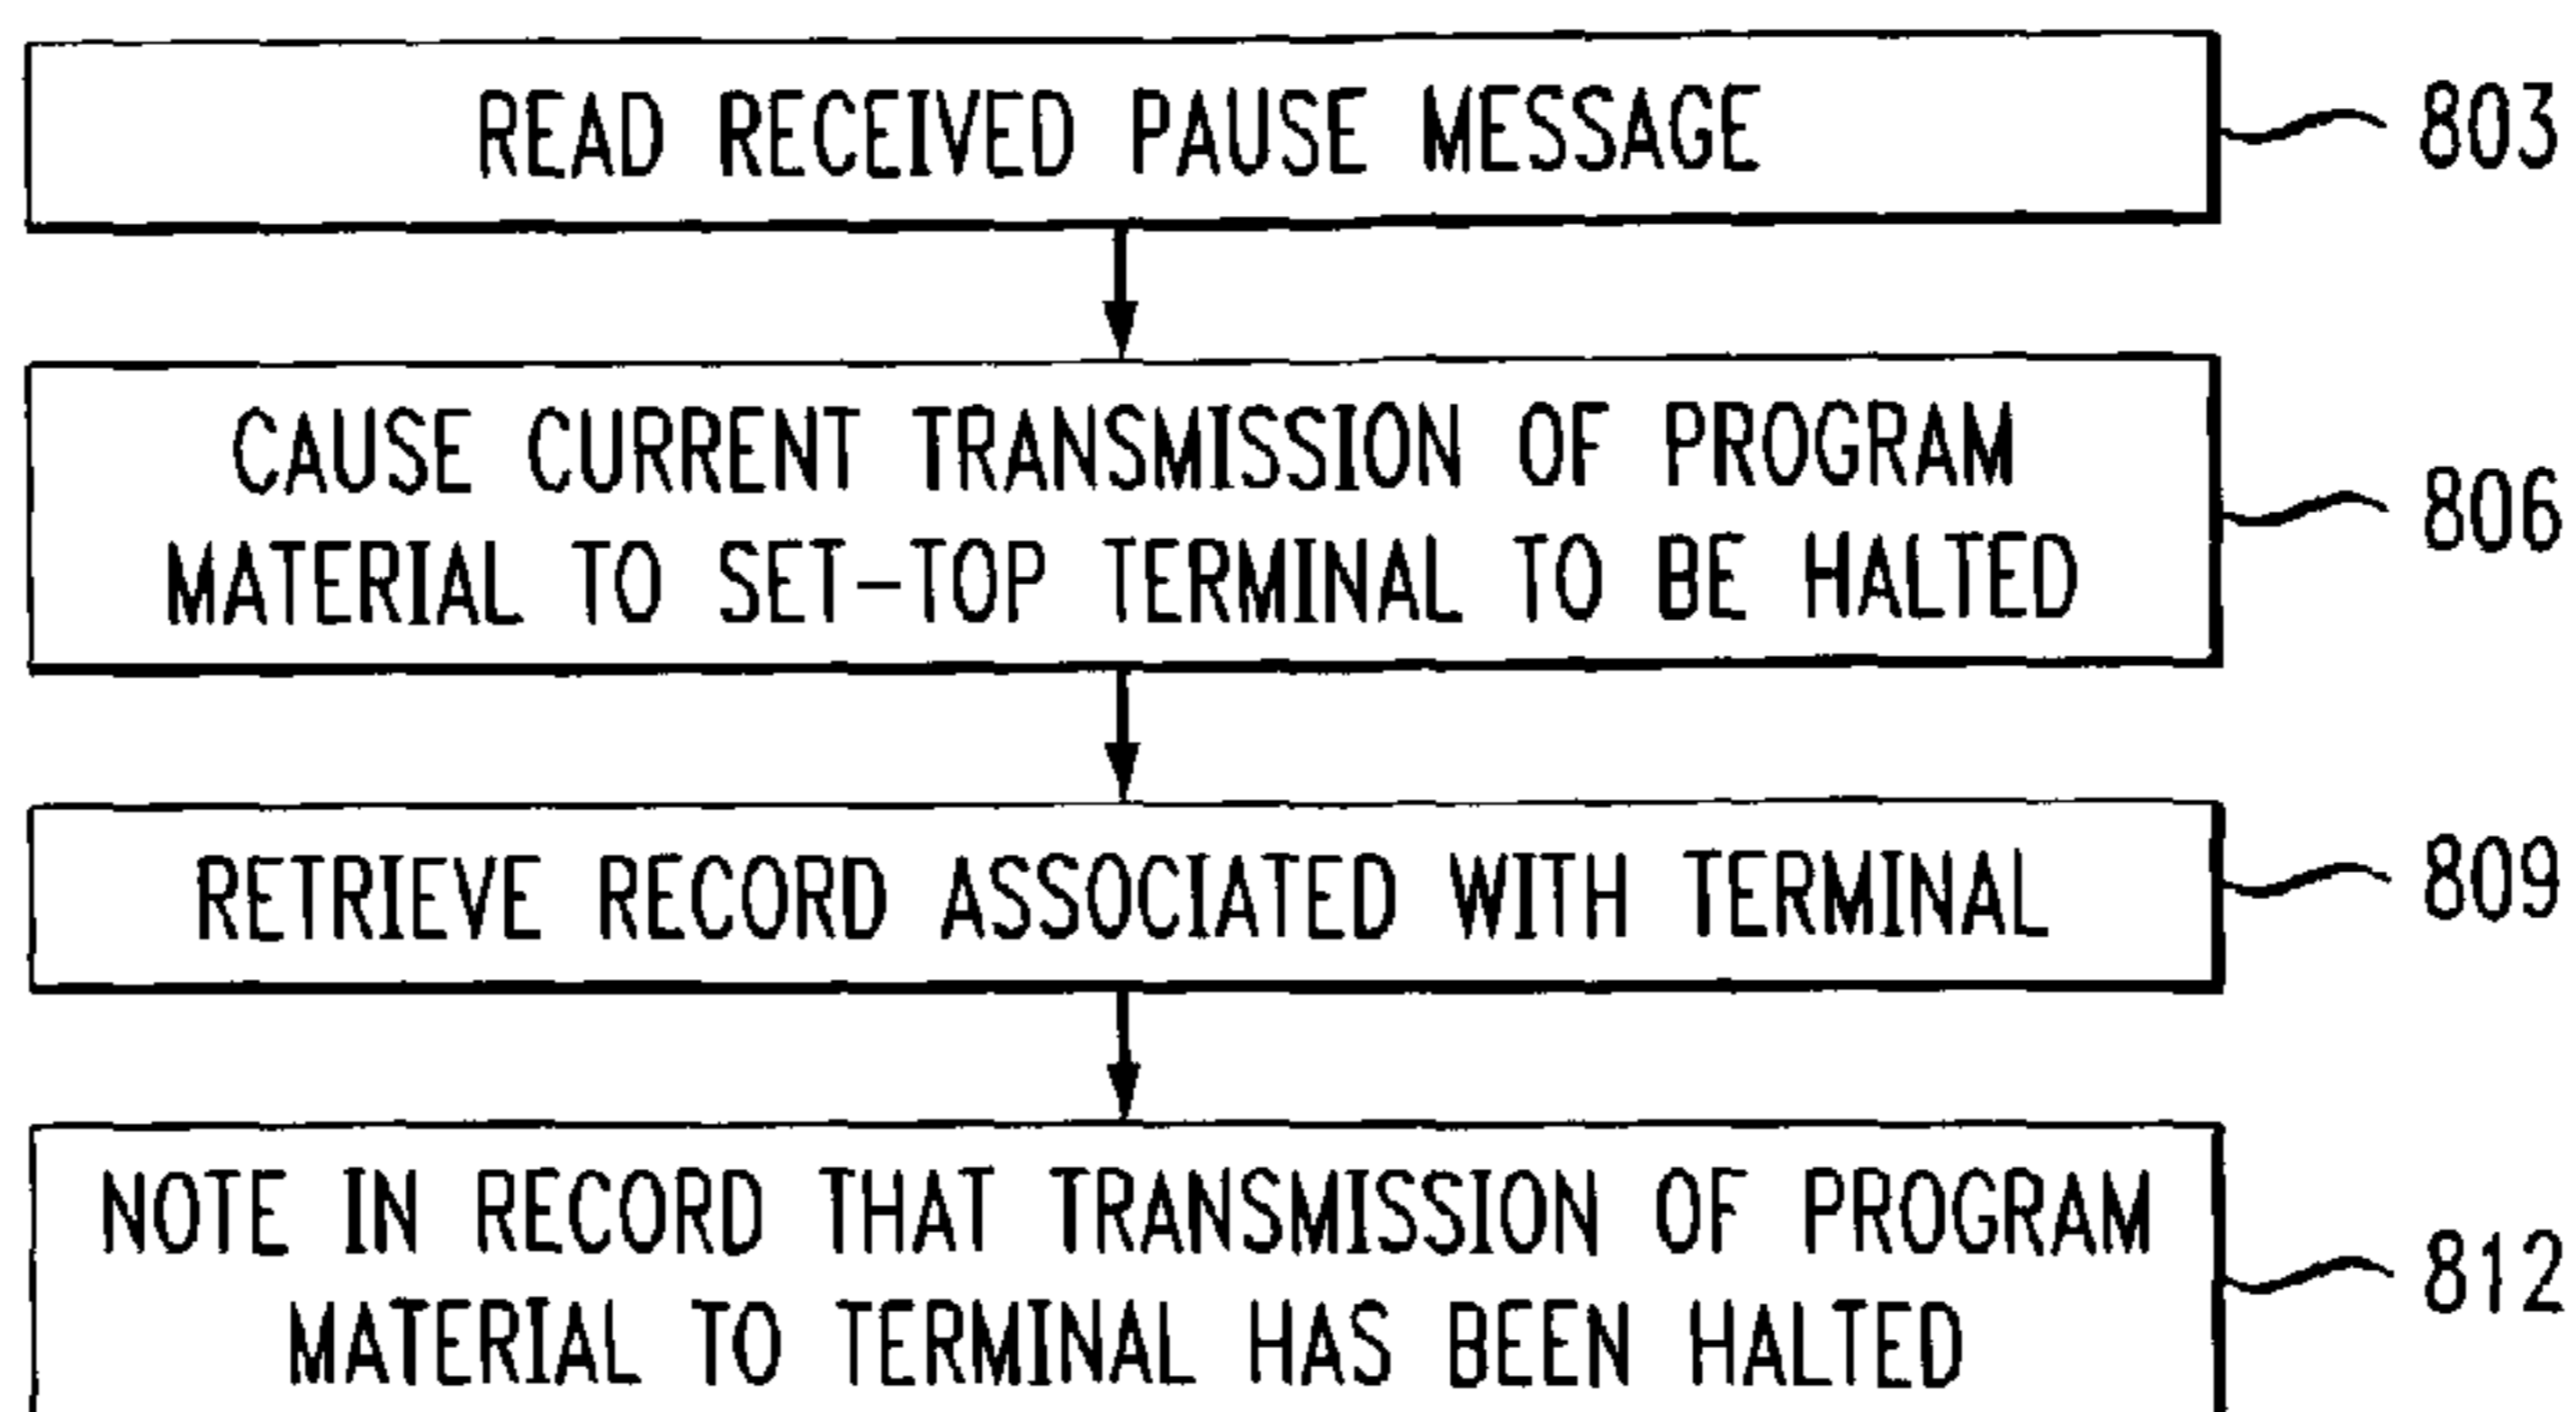 READ RECEIVED PAUSE MESSAGE
803
CAUSE CURRENT TRANSMISSION OF PROGRAM
MATERIAL TO SET-TOP TERMINAL TO BE HALTED
806
RETRIEVE RECORD ASSOCIATED WITH TERMINAL
809
NOTE IN RECORD THAT TRANSMISSION OF PROGRAM
MATERIAL TO TERMINAL HAS BEEN HALTED
812